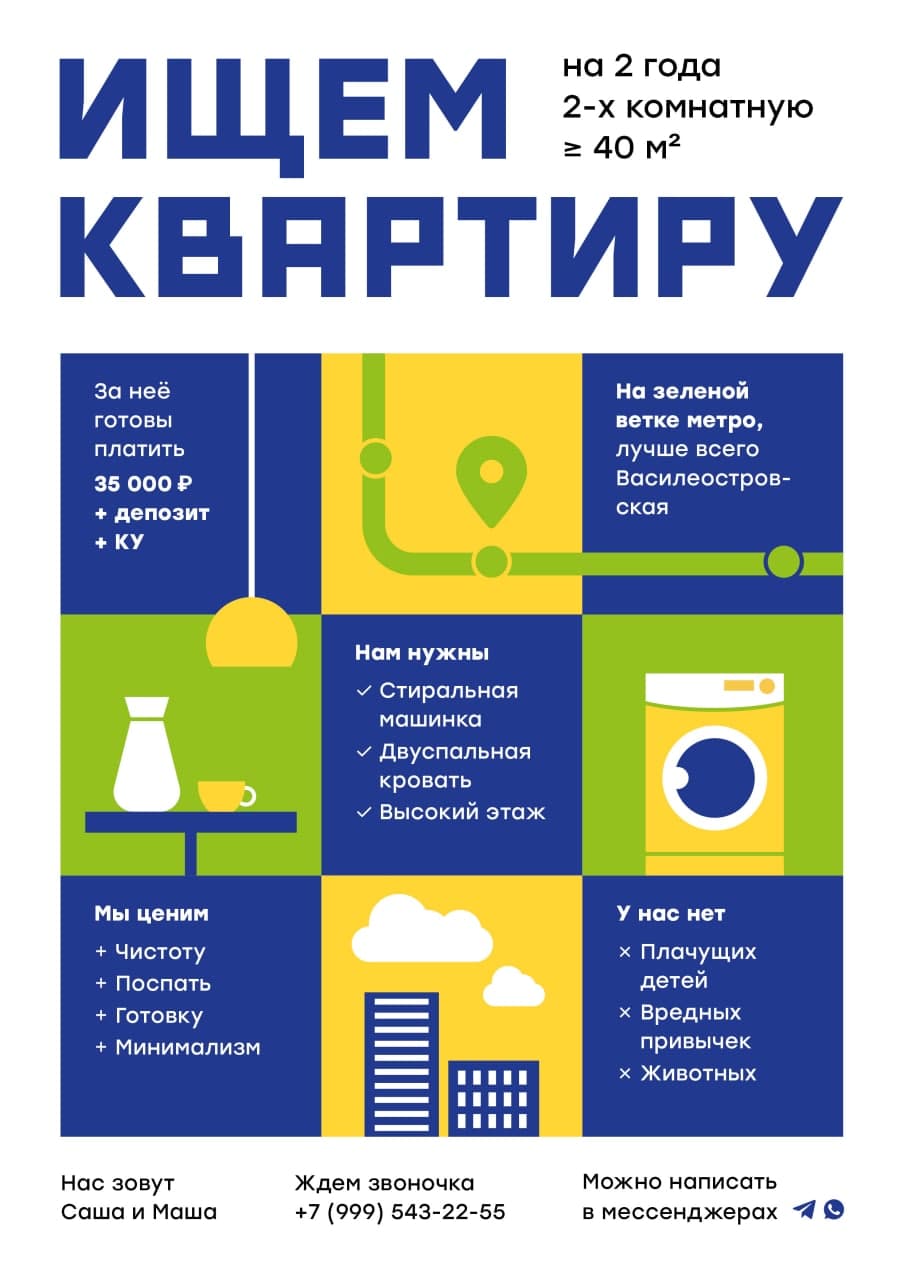 ИЩЕМ
КВАРТИРУ
на 2 года
2-х комнатную
≥ 40 м²
За неё
готовы
платить
35 000 ₽
+ депозит
+ КУ
На зеленой
ветке метро,
лучше всего
Василеостров-
ская
Нам нужны
✓ Стиральная
машинка
✓ Двуспальная
кровать
✓ Высокий этаж
Мы ценим
+ Чистоту
+ Поспать
+ Готовку
+ Минимализм
У нас нет
× Плачущих
детей
× Вредных
привычек
× Животных
Нас зовут
Саша и Маша
Ждем звоночка
+7 (999) 543-22-55
Можно написать
в мессенджерах